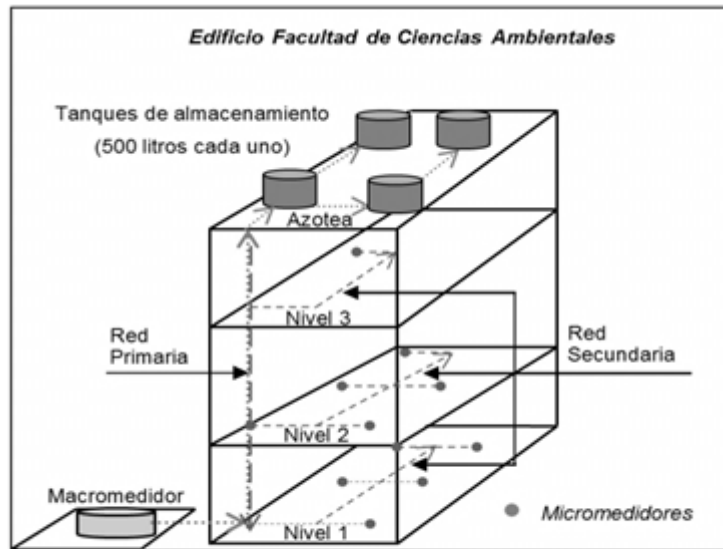 Edificio Facultad de Ciencias Ambientales
Tanques de almacenamiento
(500 litros cada uno)
Azotea
Nivel 3
Red
Primaria
Red
Secundaria
Nivel 2
Macromedidor
Nivel 1
Micromedidores